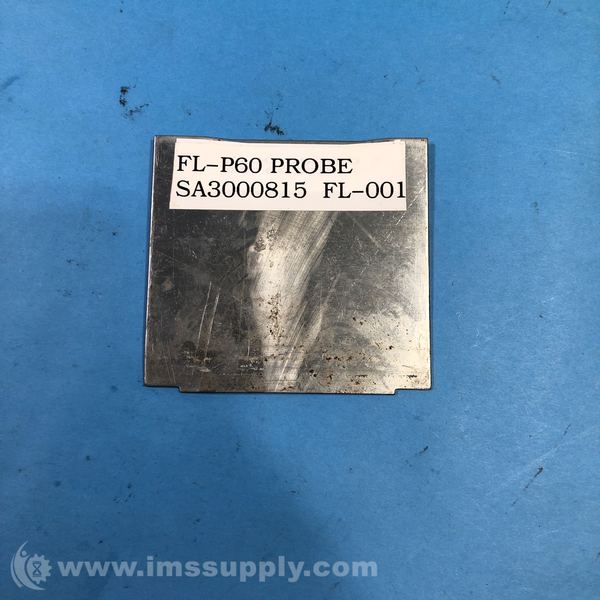 FL-P60 PROBE
SA3000815 FL-001
www.imssupply.com